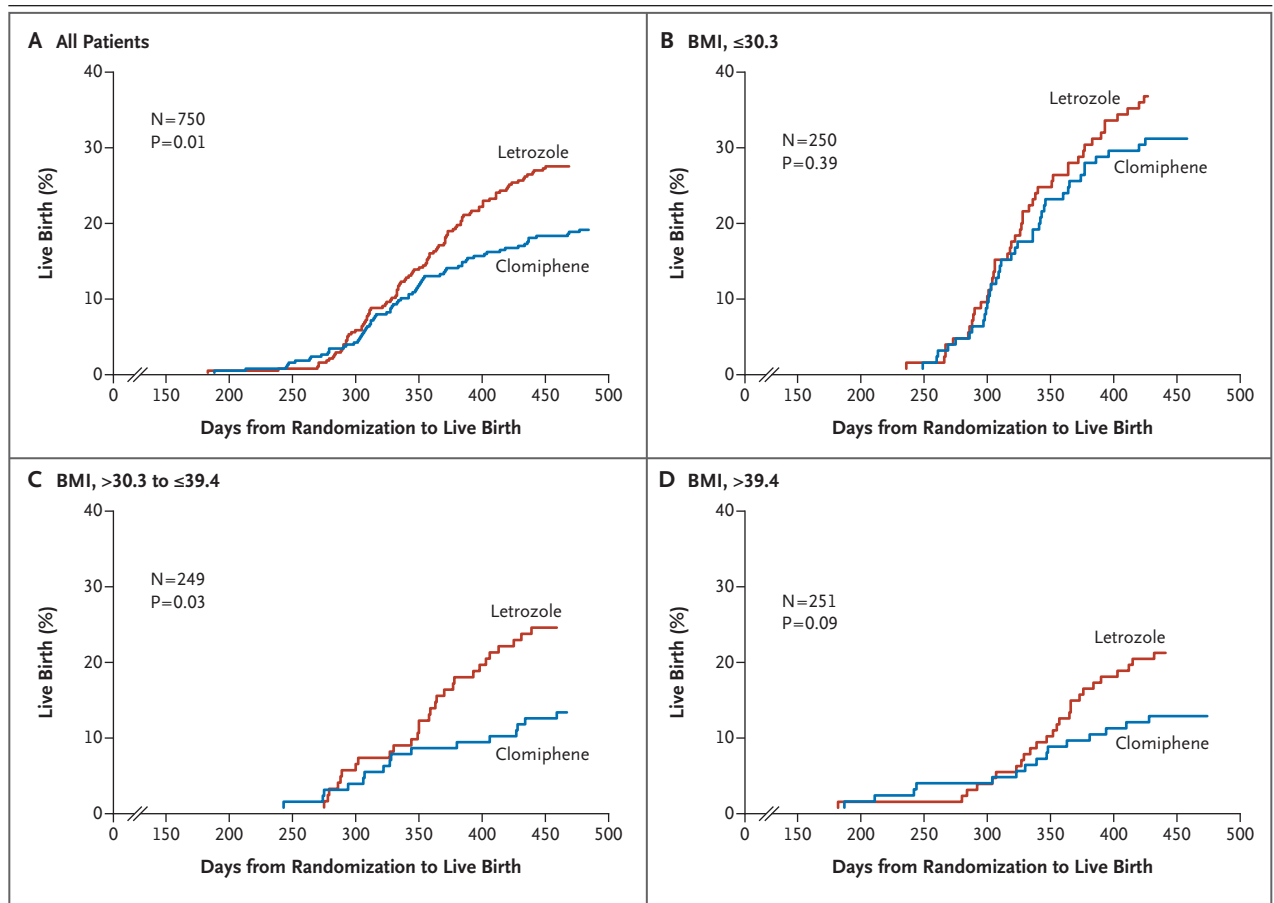 A All Patients
40
30
20
10
0
N=750
P=0.01
Letrozole
Clomiphene
Live Birth (%)
0 150 200 250 300 350 400 450 500
Days from Randomization to Live Birth
B BMI, ≤30.3
40
30
20
10
0
N=250
P=0.39
Letrozole
Clomiphene
Live Birth (%)
0 150 200 250 300 350 400 450 500
Days from Randomization to Live Birth
C BMI, >30.3 to ≤39.4
40
30
20
10
0
N=249
P=0.03
Letrozole
Clomiphene
Live Birth (%)
0 150 200 250 300 350 400 450 500
Days from Randomization to Live Birth
D BMI, >39.4
40
30
20
10
0
N=251
P=0.09
Letrozole
Clomiphene
Live Birth (%)
0 150 200 250 300 350 400 450 500
Days from Randomization to Live Birth